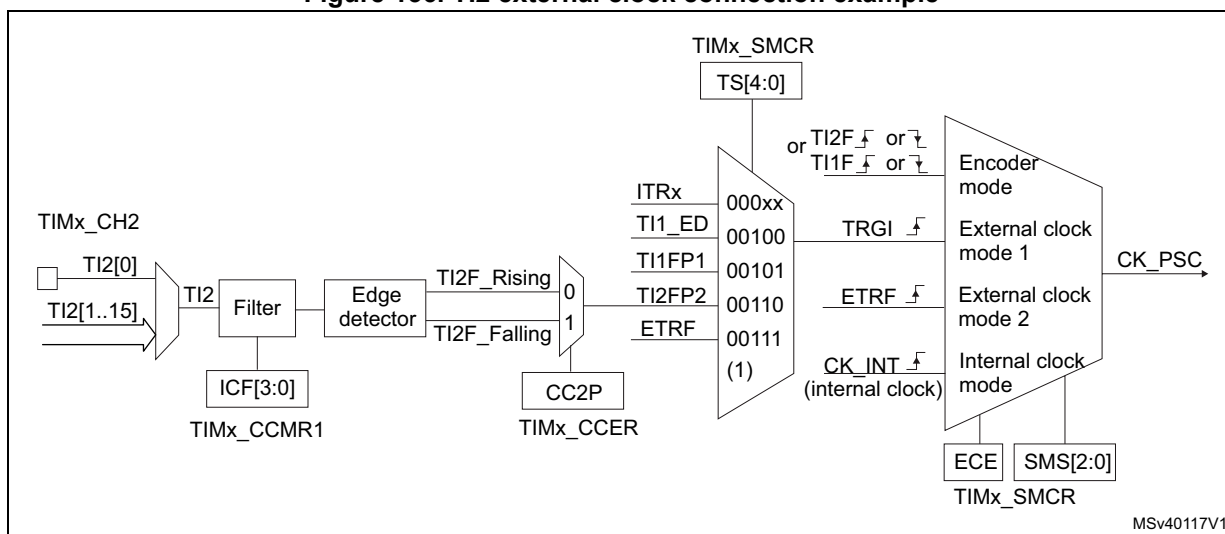 TIMx_SMCR
TS[4:0]
or TI2F or
TI1F or
Encoder
mode
ITRx
000xx
TIMx_CH2
TI1_ED
00100
TRGI
External clock
mode 1
CK_PSC
TI2[0]
TI1FP1
00101
TI2
Filter
Edge
detector
TI2F_Rising
0
TI2FP2
00110
ETRF
External clock
mode 2
TI2[1..15]
TI2F_Falling
1
ETRF
00111
(1)
CK_INT
(internal clock)
Internal clock
mode
ICF[3:0]
CC2P
TIMx_CCMR1
TIMx_CCER
ECE
SMS[2:0]
TIMx_SMCR
MSv40117V1